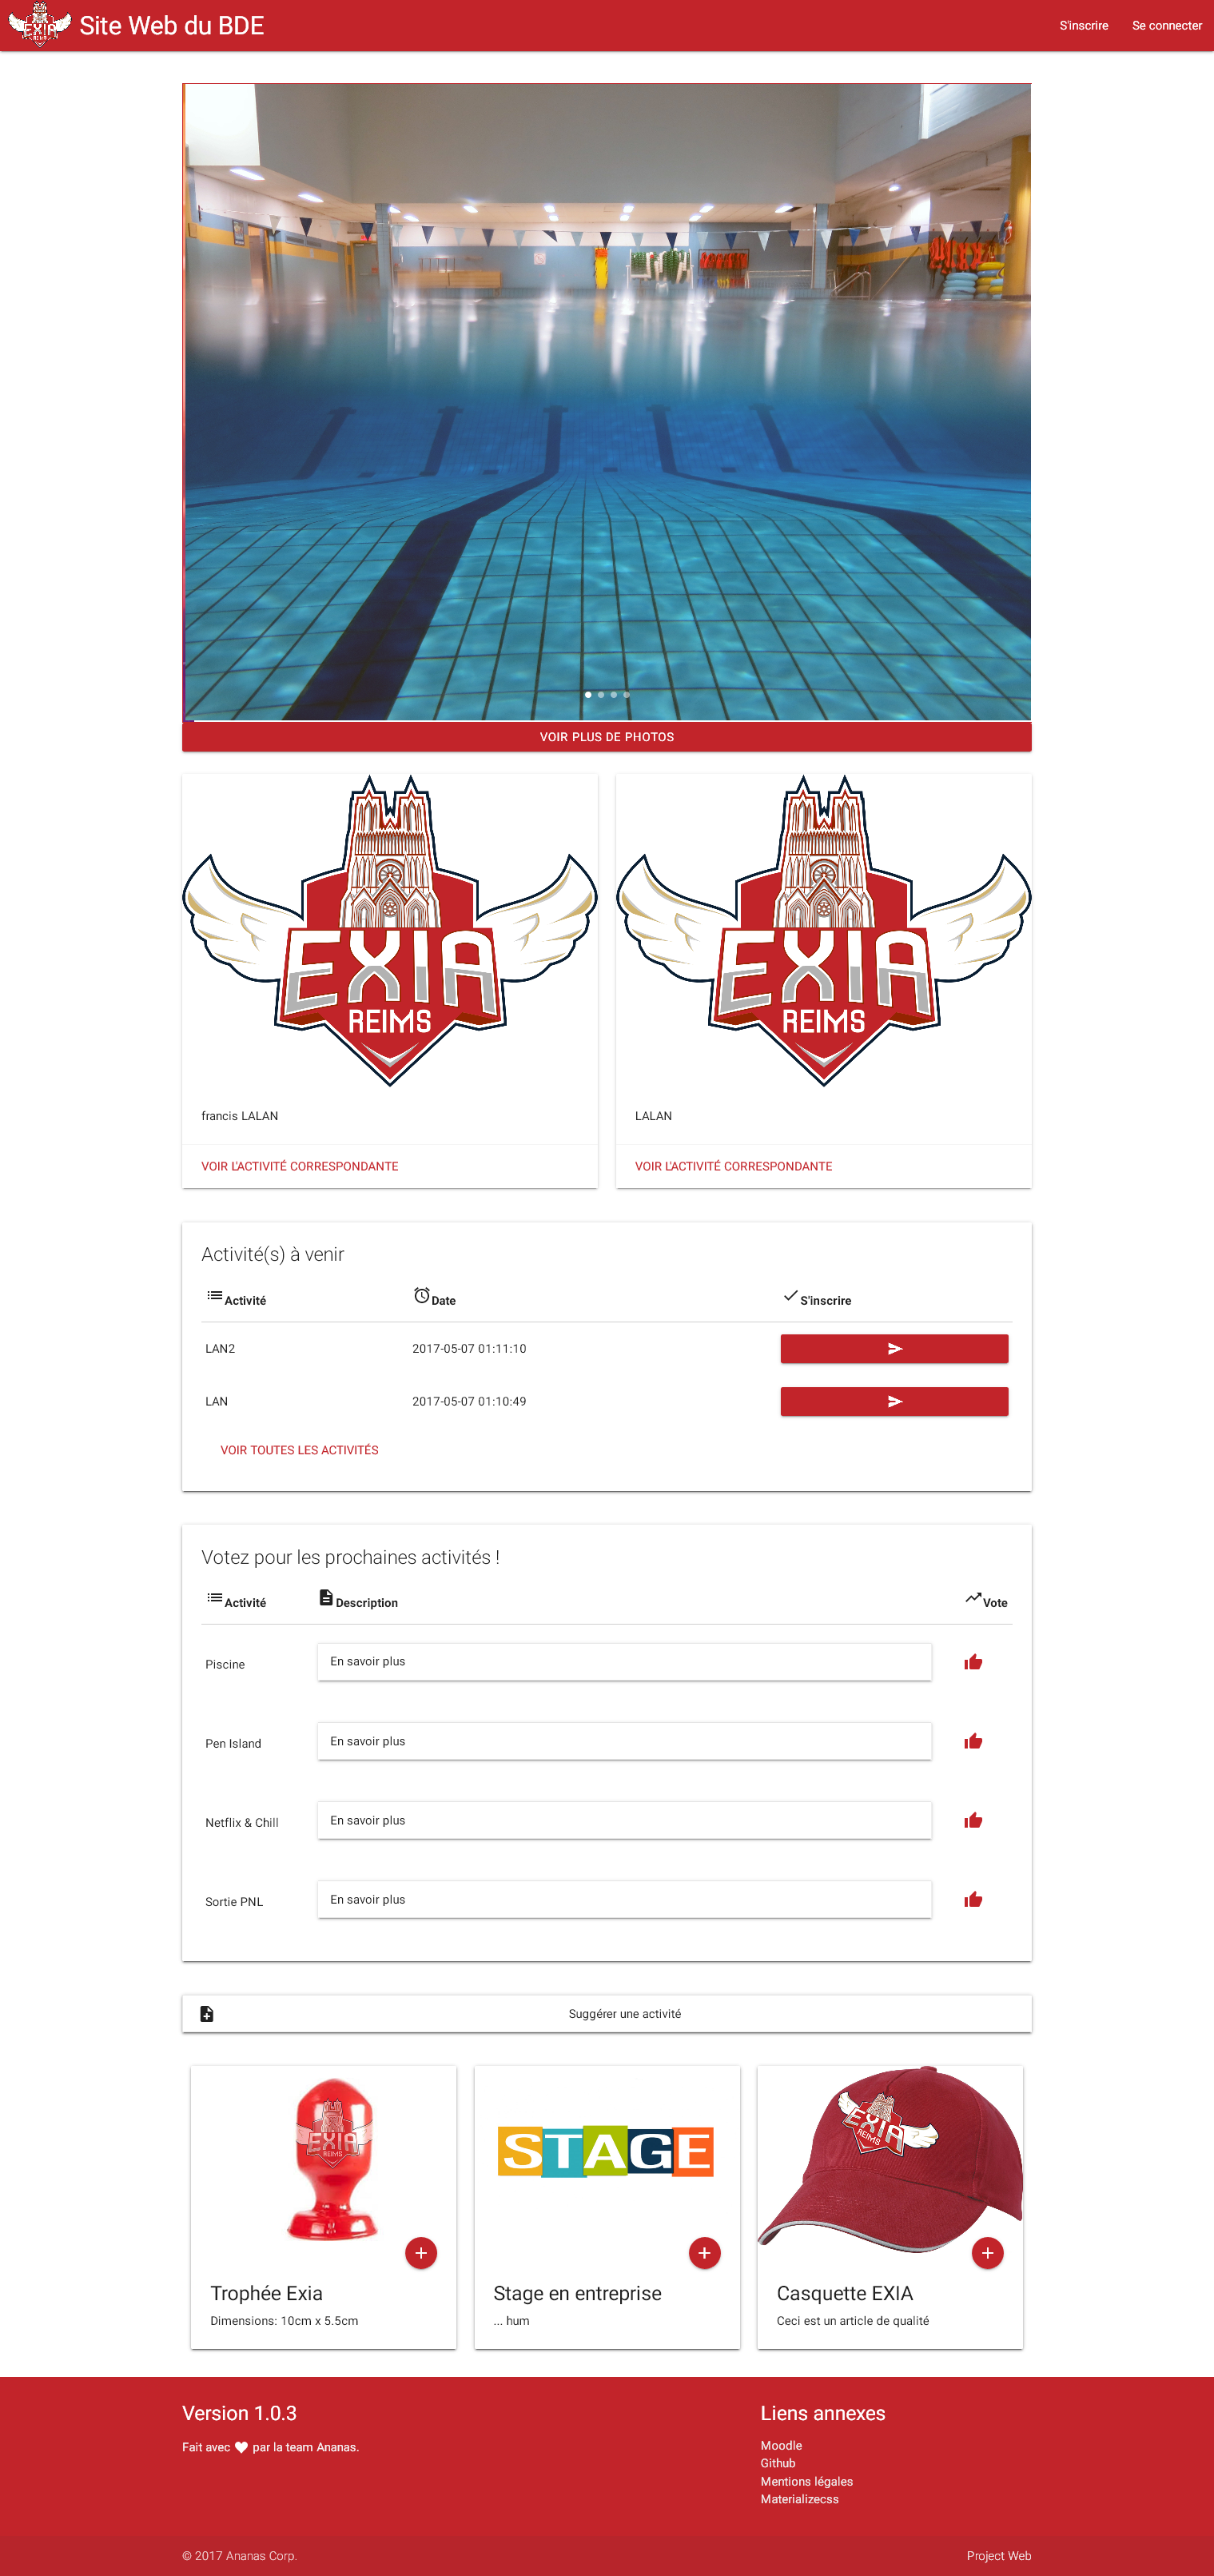 EXIA
Site Web du BDE
S'inscrire
Se connecter
VOIR PLUS DE PHOTOS
EXIA
REIMS
francis LALAN
VOIR L'ACTIVITÉ CORRESPONDANTE
EXIA
REIMS
LALAN
VOIR L'ACTIVITÉ CORRESPONDANTE
Activité(s) à venir
Activité Date S'inscrire
LAN2 2017-05-07 01:11:10
LAN 2017-05-07 01:10:49
VOIR TOUTES LES ACTIVITÉS
Votez pour les prochaines activités !
Activité Description Vote
Piscine En savoir plus
Pen Island En savoir plus
Netflix & Chill En savoir plus
Sortie PNL En savoir plus
Suggérer une activité
EXIA
REIMS
Trophée Exia
Dimensions: 10cm x 5.5cm
STAGE
Stage en entreprise
... hum
EXIA
REIMS
Casquette EXIA
Ceci est un article de qualité
Version 1.0.3
Fait avec par la team Ananas.
Liens annexes
Moodle
Github
Mentions légales
Materializecss
© 2017 Ananas Corp.
Project Web